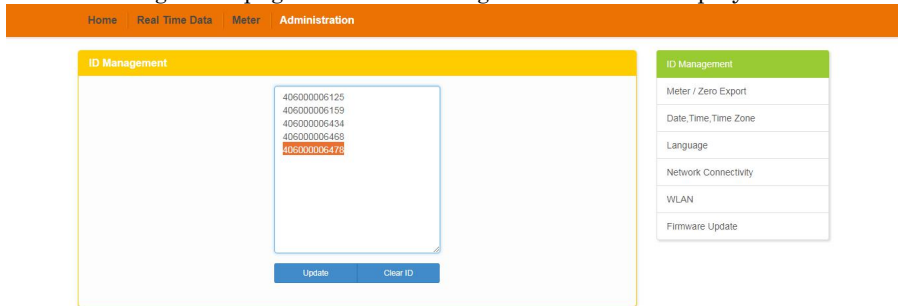 Home Real Time Data Meter Administration
ID Management
406000006125
406000006159
406000006434
406000006468
406000006478
Update Clear ID
ID Management
Meter / Zero Export
Date,Time,Time Zone
Language
Network Connectivity
WLAN
Firmware Update